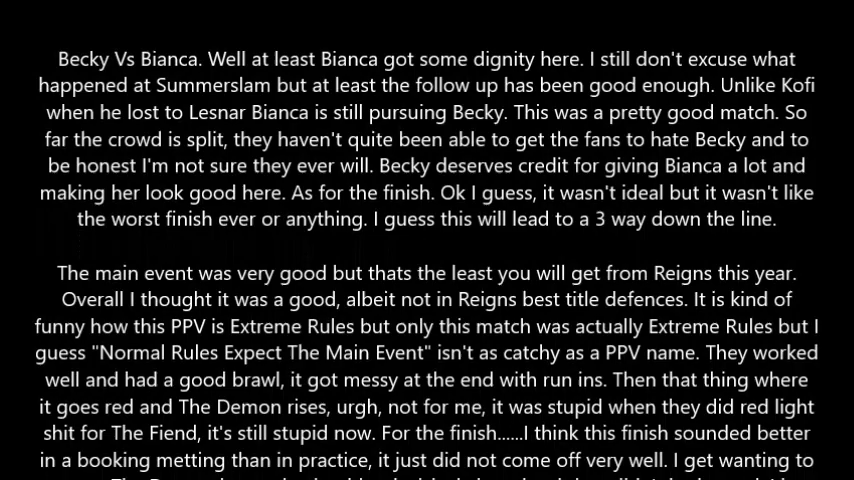 Becky Vs Bianca. Well at least Bianca got some dignity here. I still don't excuse what
happened at Summerslam but at least the follow up has been good enough. Unlike Kofi
when he lost to Lesnar Bianca is still pursuing Becky. This was a pretty good match. So
far the crowd is split, they haven't quite been able to get the fans to hate Becky and to
be honest I'm not sure they ever will. Becky deserves credit for giving Bianca a lot and
making her look good here. As for the finish. Ok I guess, it wasn't ideal but it wasn't like
the worst finish ever or anything. I guess this will lead to a 3 way down the line.
The main event was very good but thats the least you will get from Reigns this year.
Overall I thought it was a good, albeit not in Reigns best title defences. It is kind of
funny how this PPV is Extreme Rules but only this match was actually Extreme Rules but I
guess "Normal Rules Expect The Main Event" isn't as catchy as a PPV name. They worked
well and had a good brawl, it got messy at the end with run ins. Then that thing where
it goes red and The Demon rises, urgh, not for me, it was stupid when they did red light
shit for The Fiend, it's still stupid now. For the finish......I think this finish sounded better
in a booking metting than in practice, it just did not come off very well. I get wanting to